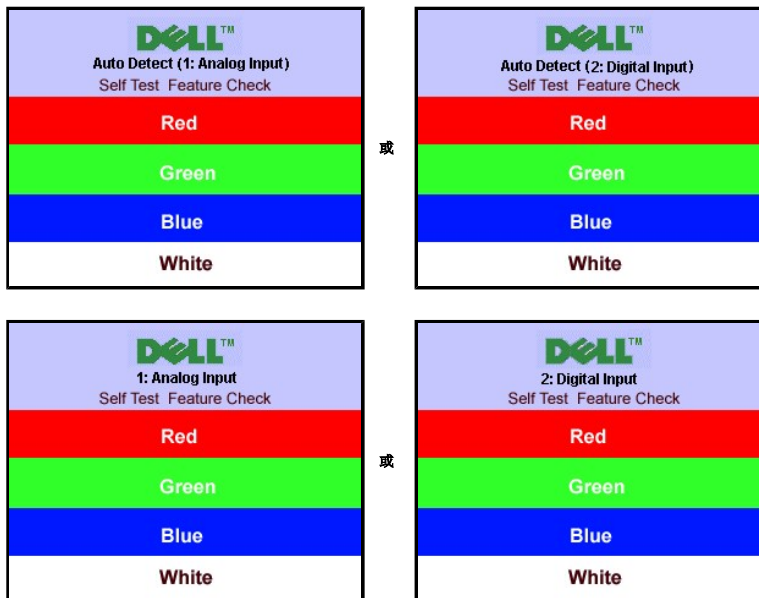 DELL™
Auto Detect (1: Analog Input)
Self Test Feature Check
Red
Green
Blue
White
或
DELL™
Auto Detect (2: Digital Input)
Self Test Feature Check
Red
Green
Blue
White
DELL™
1: Analog Input
Self Test Feature Check
Red
Green
Blue
White
或
DELL™
2: Digital Input
Self Test Feature Check
Red
Green
Blue
White